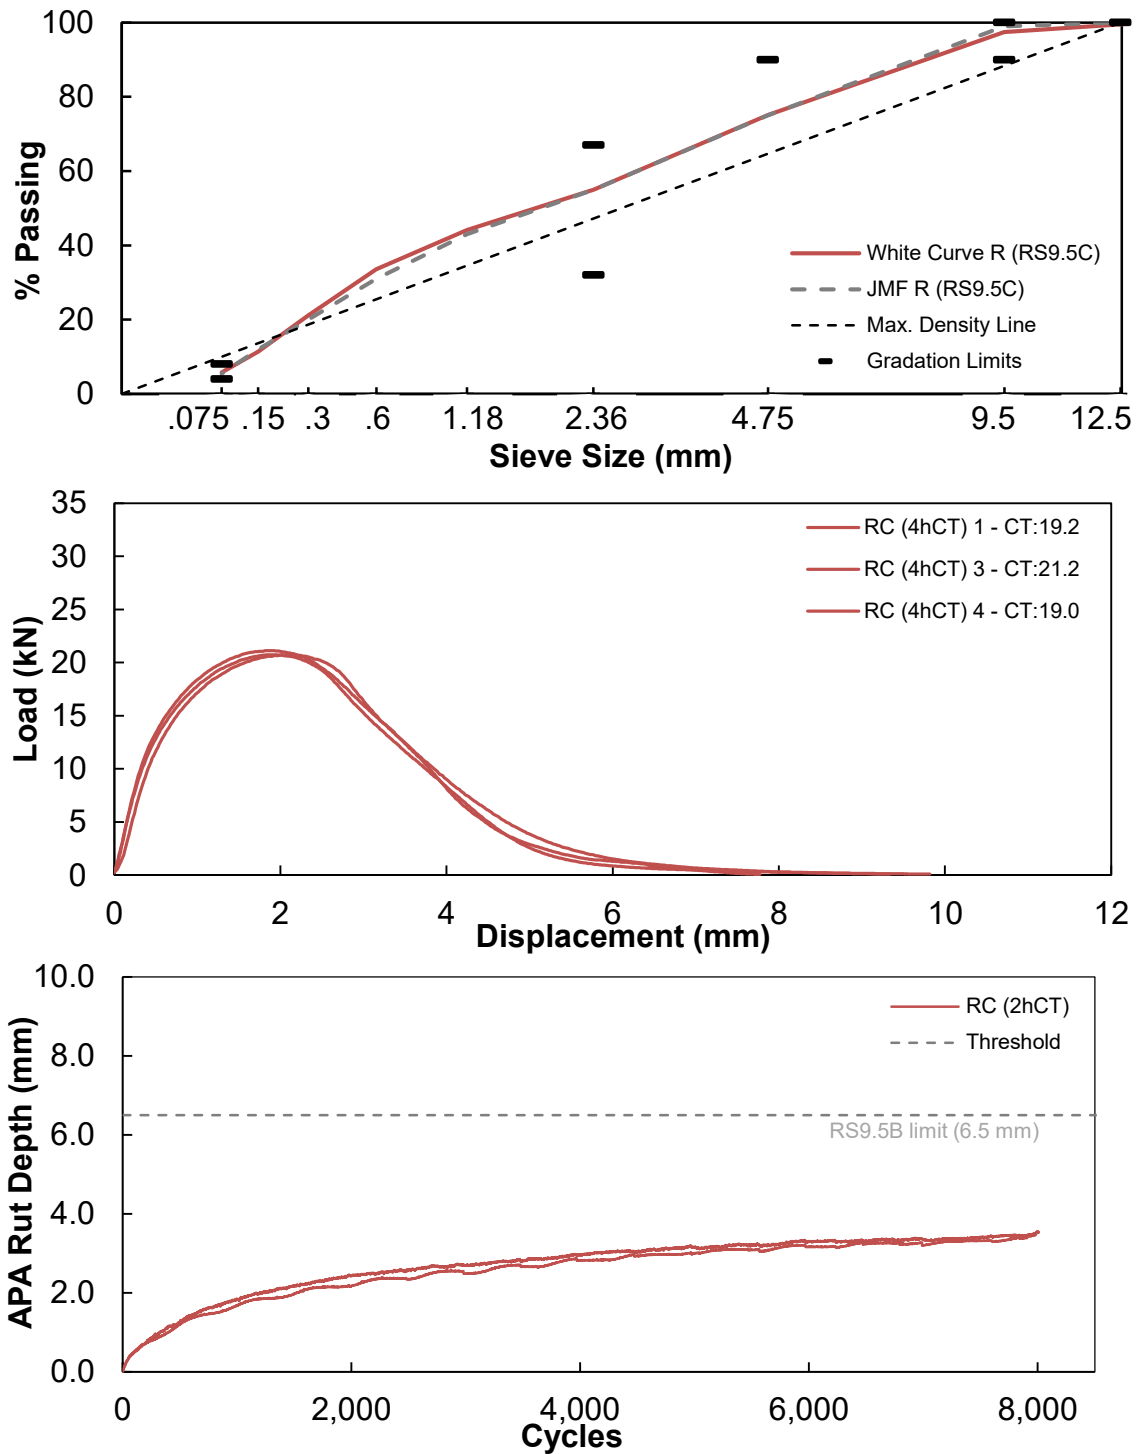 100
80
60
40
20
0
% Passing
White Curve R (RS9.5C)
JMF R (RS9.5C)
Max. Density Line
Gradation Limits
.075 .15 .3 .6 1.18 2.36 4.75 9.5 12.5
Sieve Size (mm)
35
30
25
20
15
10
5
0
Load (kN)
RC (4hCT) 1 - CT:19.2
RC (4hCT) 3 - CT:21.2
RC (4hCT) 4 - CT:19.0
0 2 4 6 8 10 12
Displacement (mm)
10.0
8.0
6.0
4.0
2.0
0.0
APA Rut Depth (mm)
RC (2hCT)
Threshold
RS9.5B limit (6.5 mm)
0 2,000 4,000 6,000 8,000
Cycles